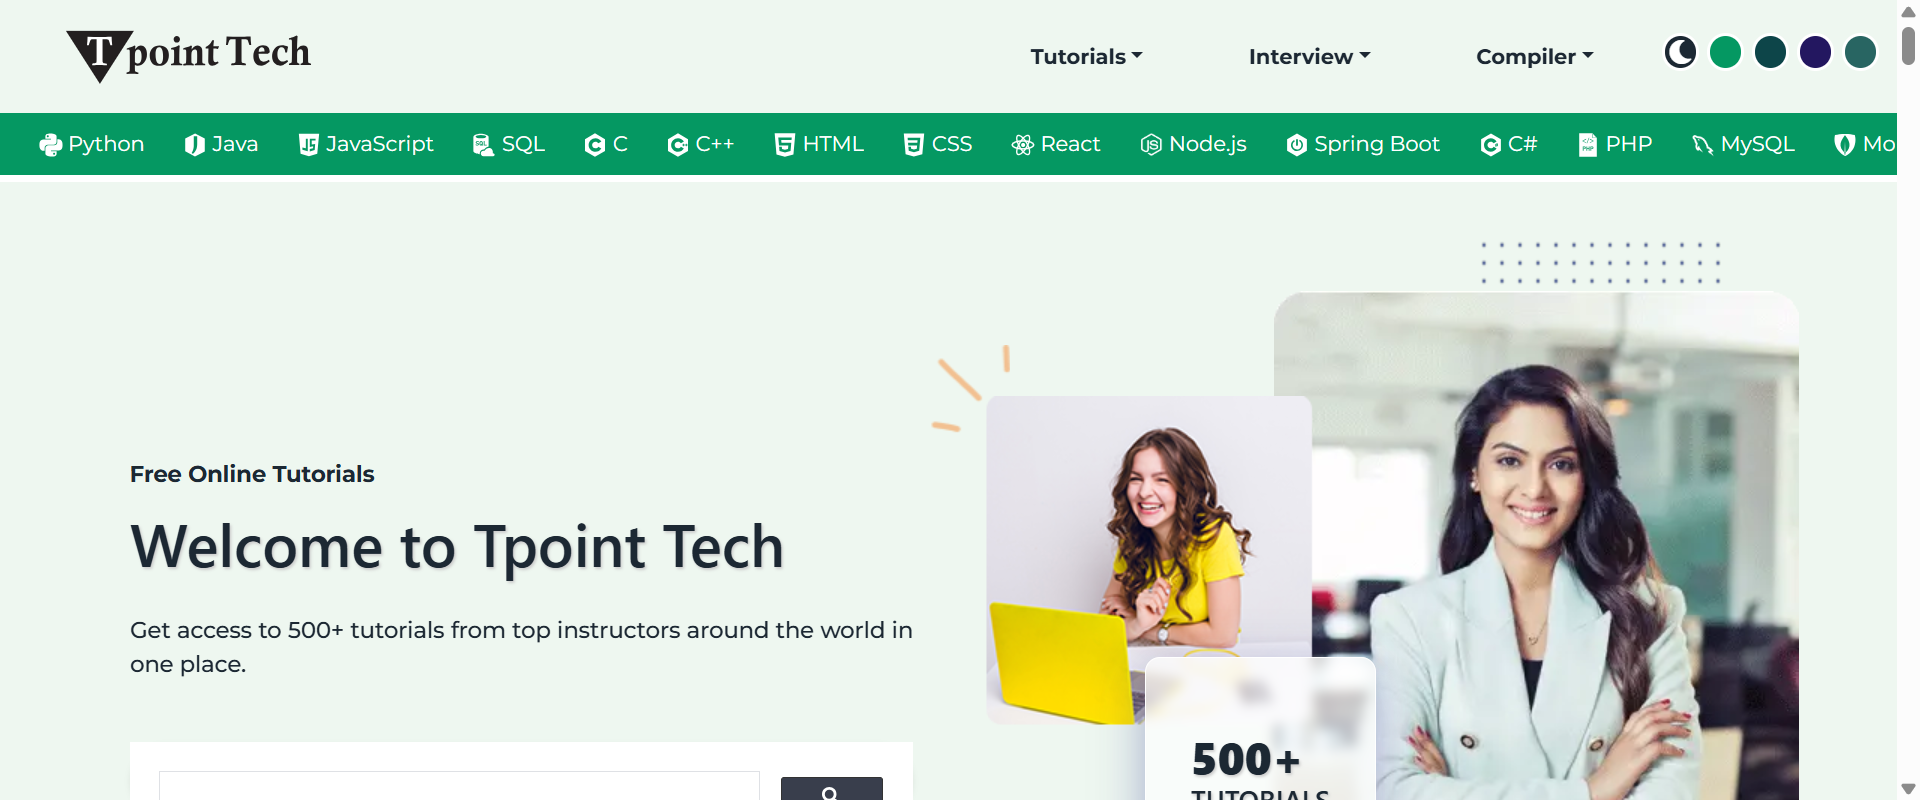 Tpoint Tech
Tutorials Interview Compiler
Python Java JavaScript SQL C C++ HTML CSS React Node.js Spring Boot C# PHP MySQL Mo
Free Online Tutorials
Welcome to Tpoint Tech
Get access to 500+ tutorials from top instructors around the world in
one place.
500+
TUTORIALS